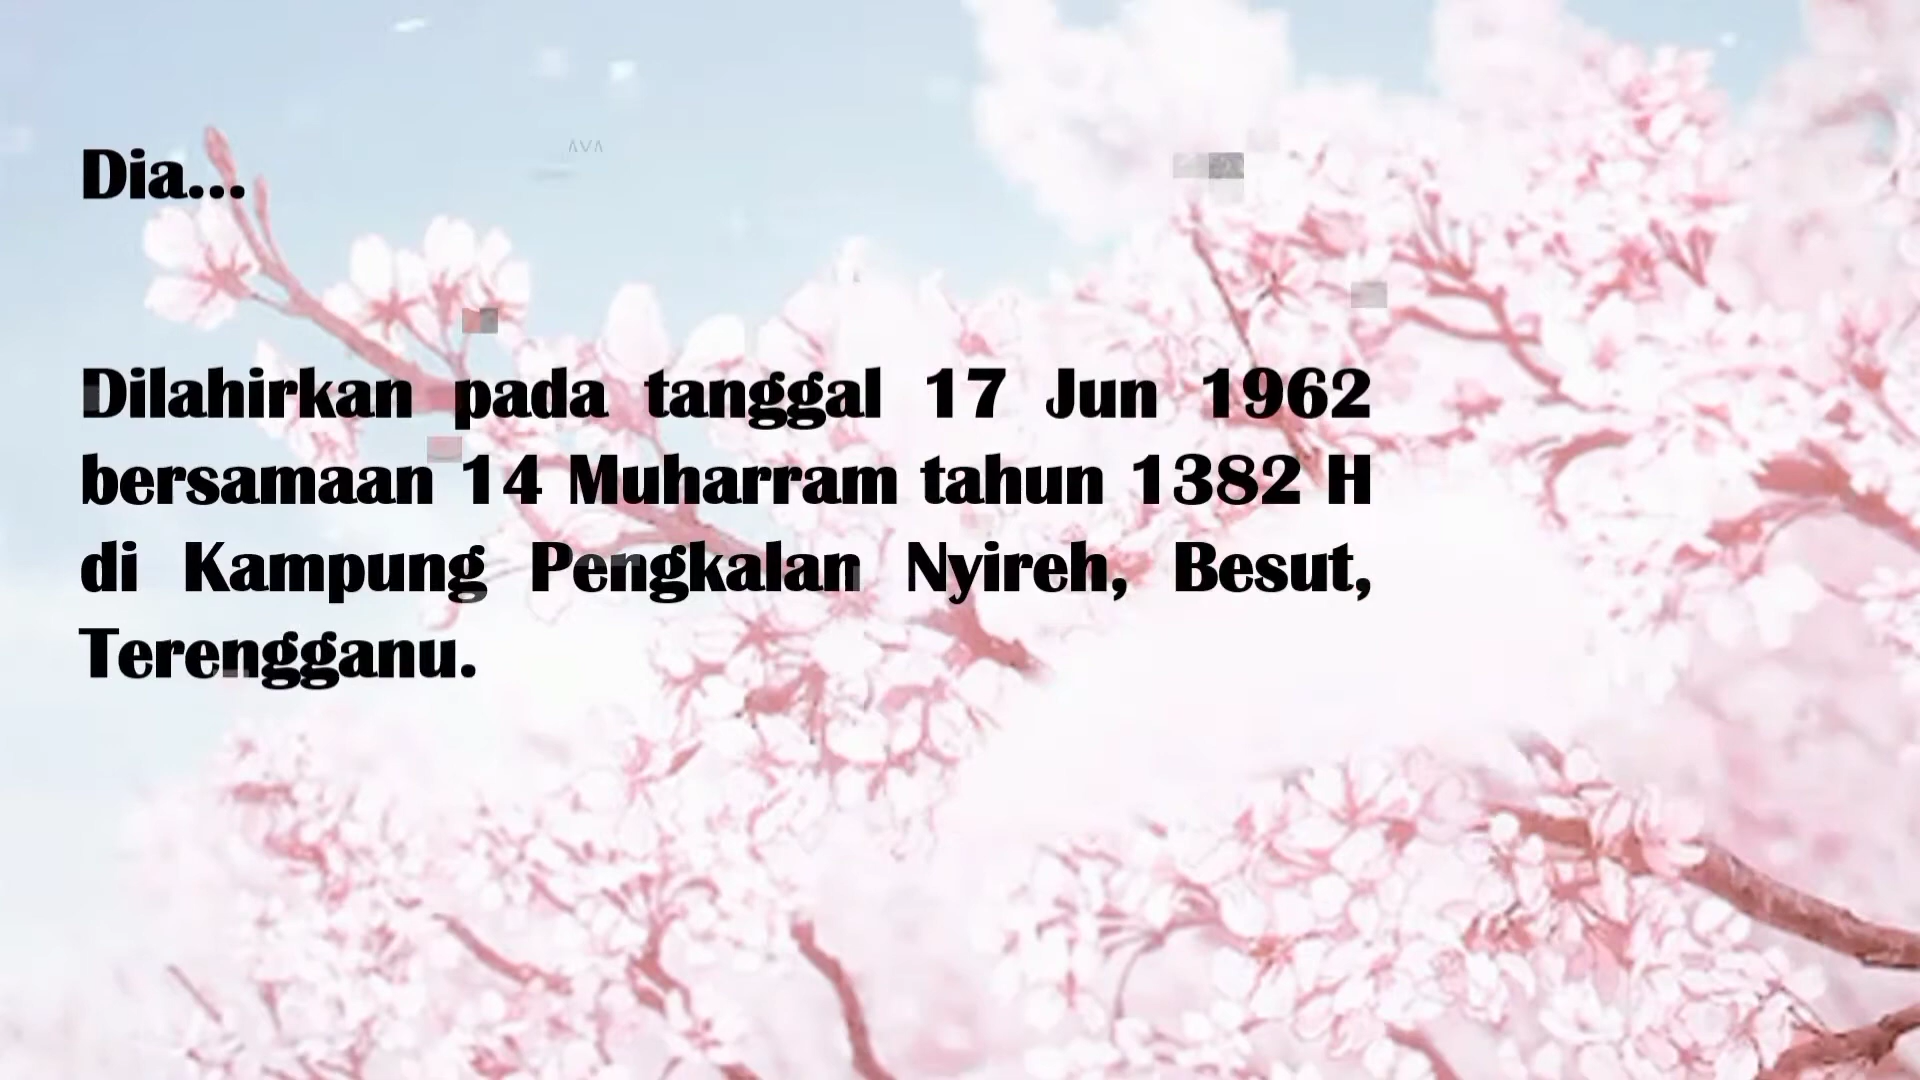 Dia...
Dilahirkan pada tanggal 17 Jun 1962
bersamaan 14 Muharram tahun 1382 H
di Kampung Pengkalan Nyireh, Besut,
Terengganu.